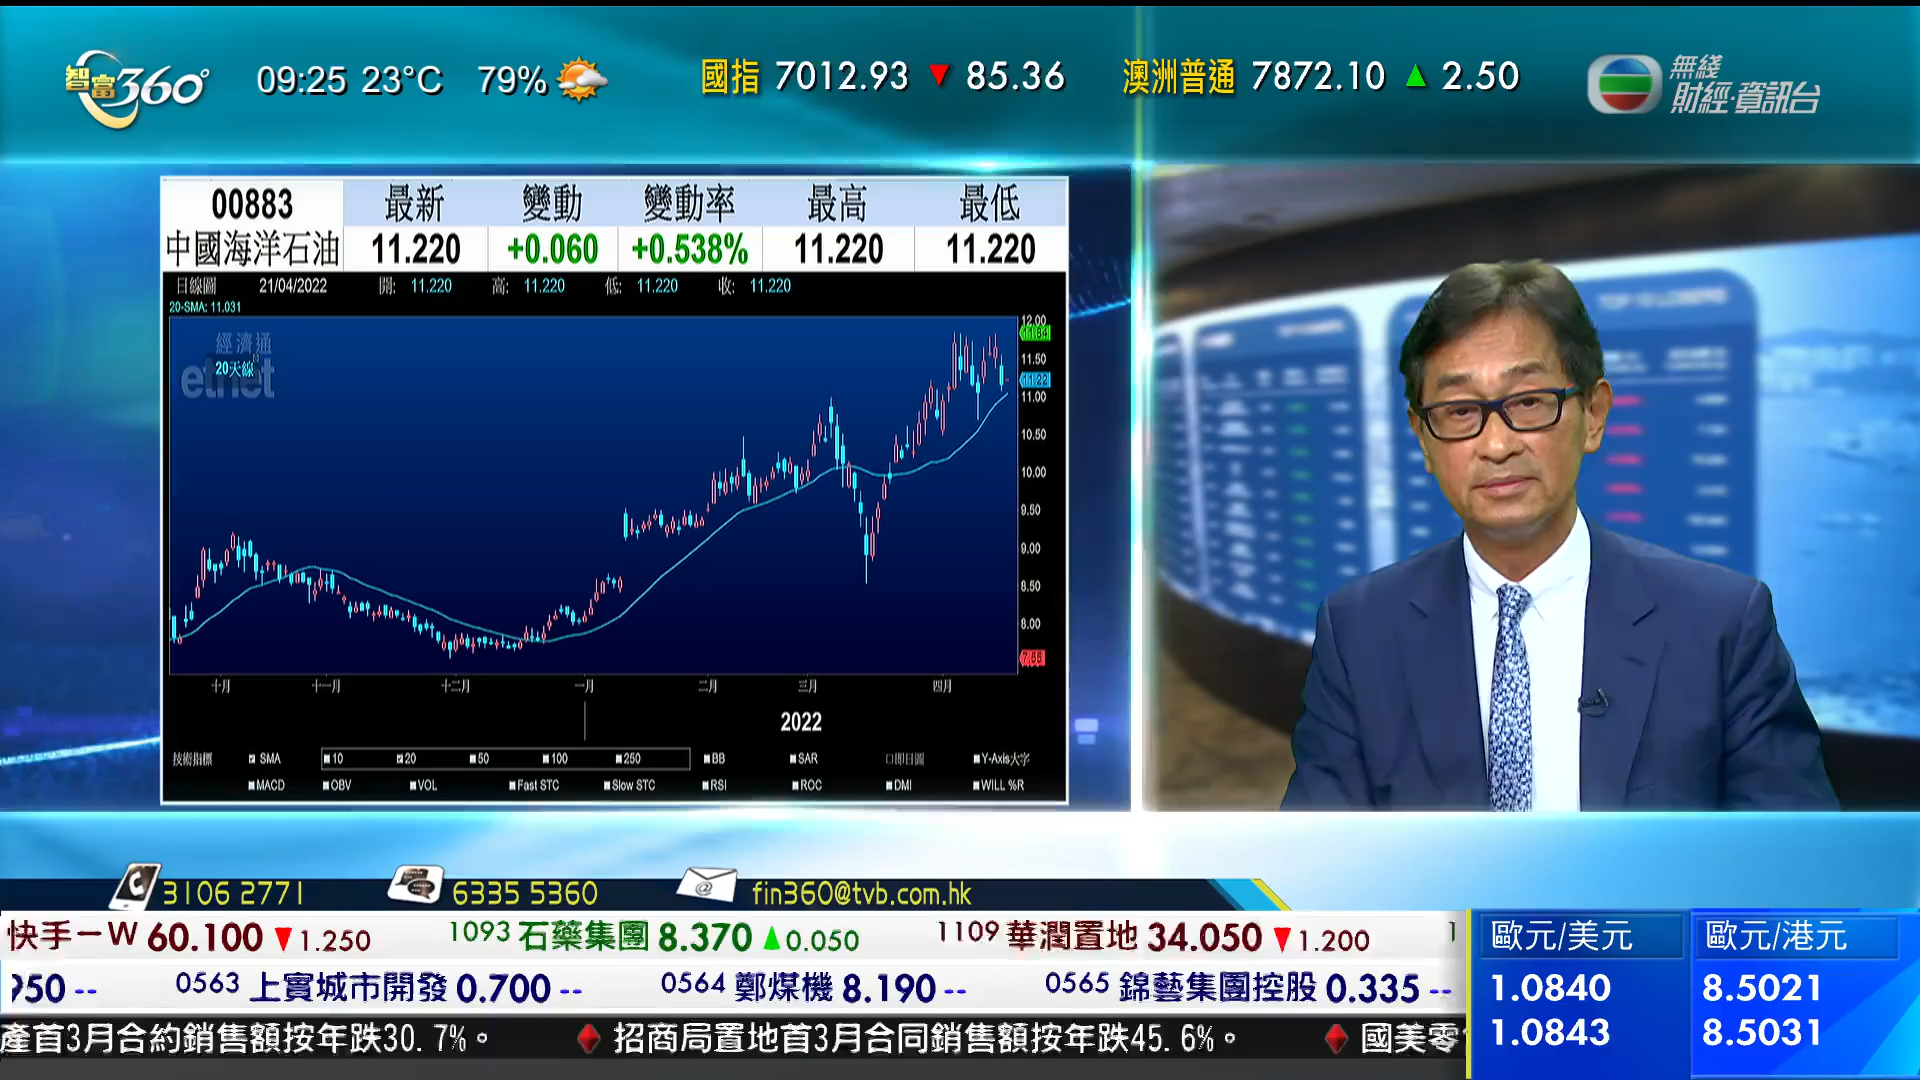 智富360°
09:25 23°C 79%
國指 7012.93 ▼ 85.36
澳洲普通 7872.10 ▲ 2.50
無綫
財經·資訊台
00883 最新 變動 變動率 最高 最低
中國海洋石油 11.220 +0.060 +0.538% 11.220 11.220
日線圖 21/04/2022 開: 11.220 高: 11.220 低: 11.220 收: 11.220
20-SMA: 11.031
經濟通
etnet
20天線
12.00
11.84
11.50
11.22
11.00
10.50
10.00
9.50
9.00
8.50
8.00
7.55
十月 十一月 十二月 一月 二月 三月 四月
2022
技術指標 SMA 10 20 50 100 250 BB SAR 即日圖 Y-Axis大字
MACD OBV VOL Fast STC Slow STC RSI ROC DMI WILL %R
3106 2771 6335 5360 fin360@tvb.com.hk
快手－W 60.100 ▼ 1.250 1093 石藥集團 8.370 ▲ 0.050 1109 華潤置地 34.050 ▼ 1.200
950 -- 0563 上實城市開發 0.700 -- 0564 鄭煤機 8.190 -- 0565 錦藝集團控股 0.335 --
產首3月合約銷售額按年跌30.7%。 ♦ 招商局置地首3月合同銷售額按年跌45.6%。 ♦ 國美零
歐元/美元 歐元/港元
1.0840 8.5021
1.0843 8.5031